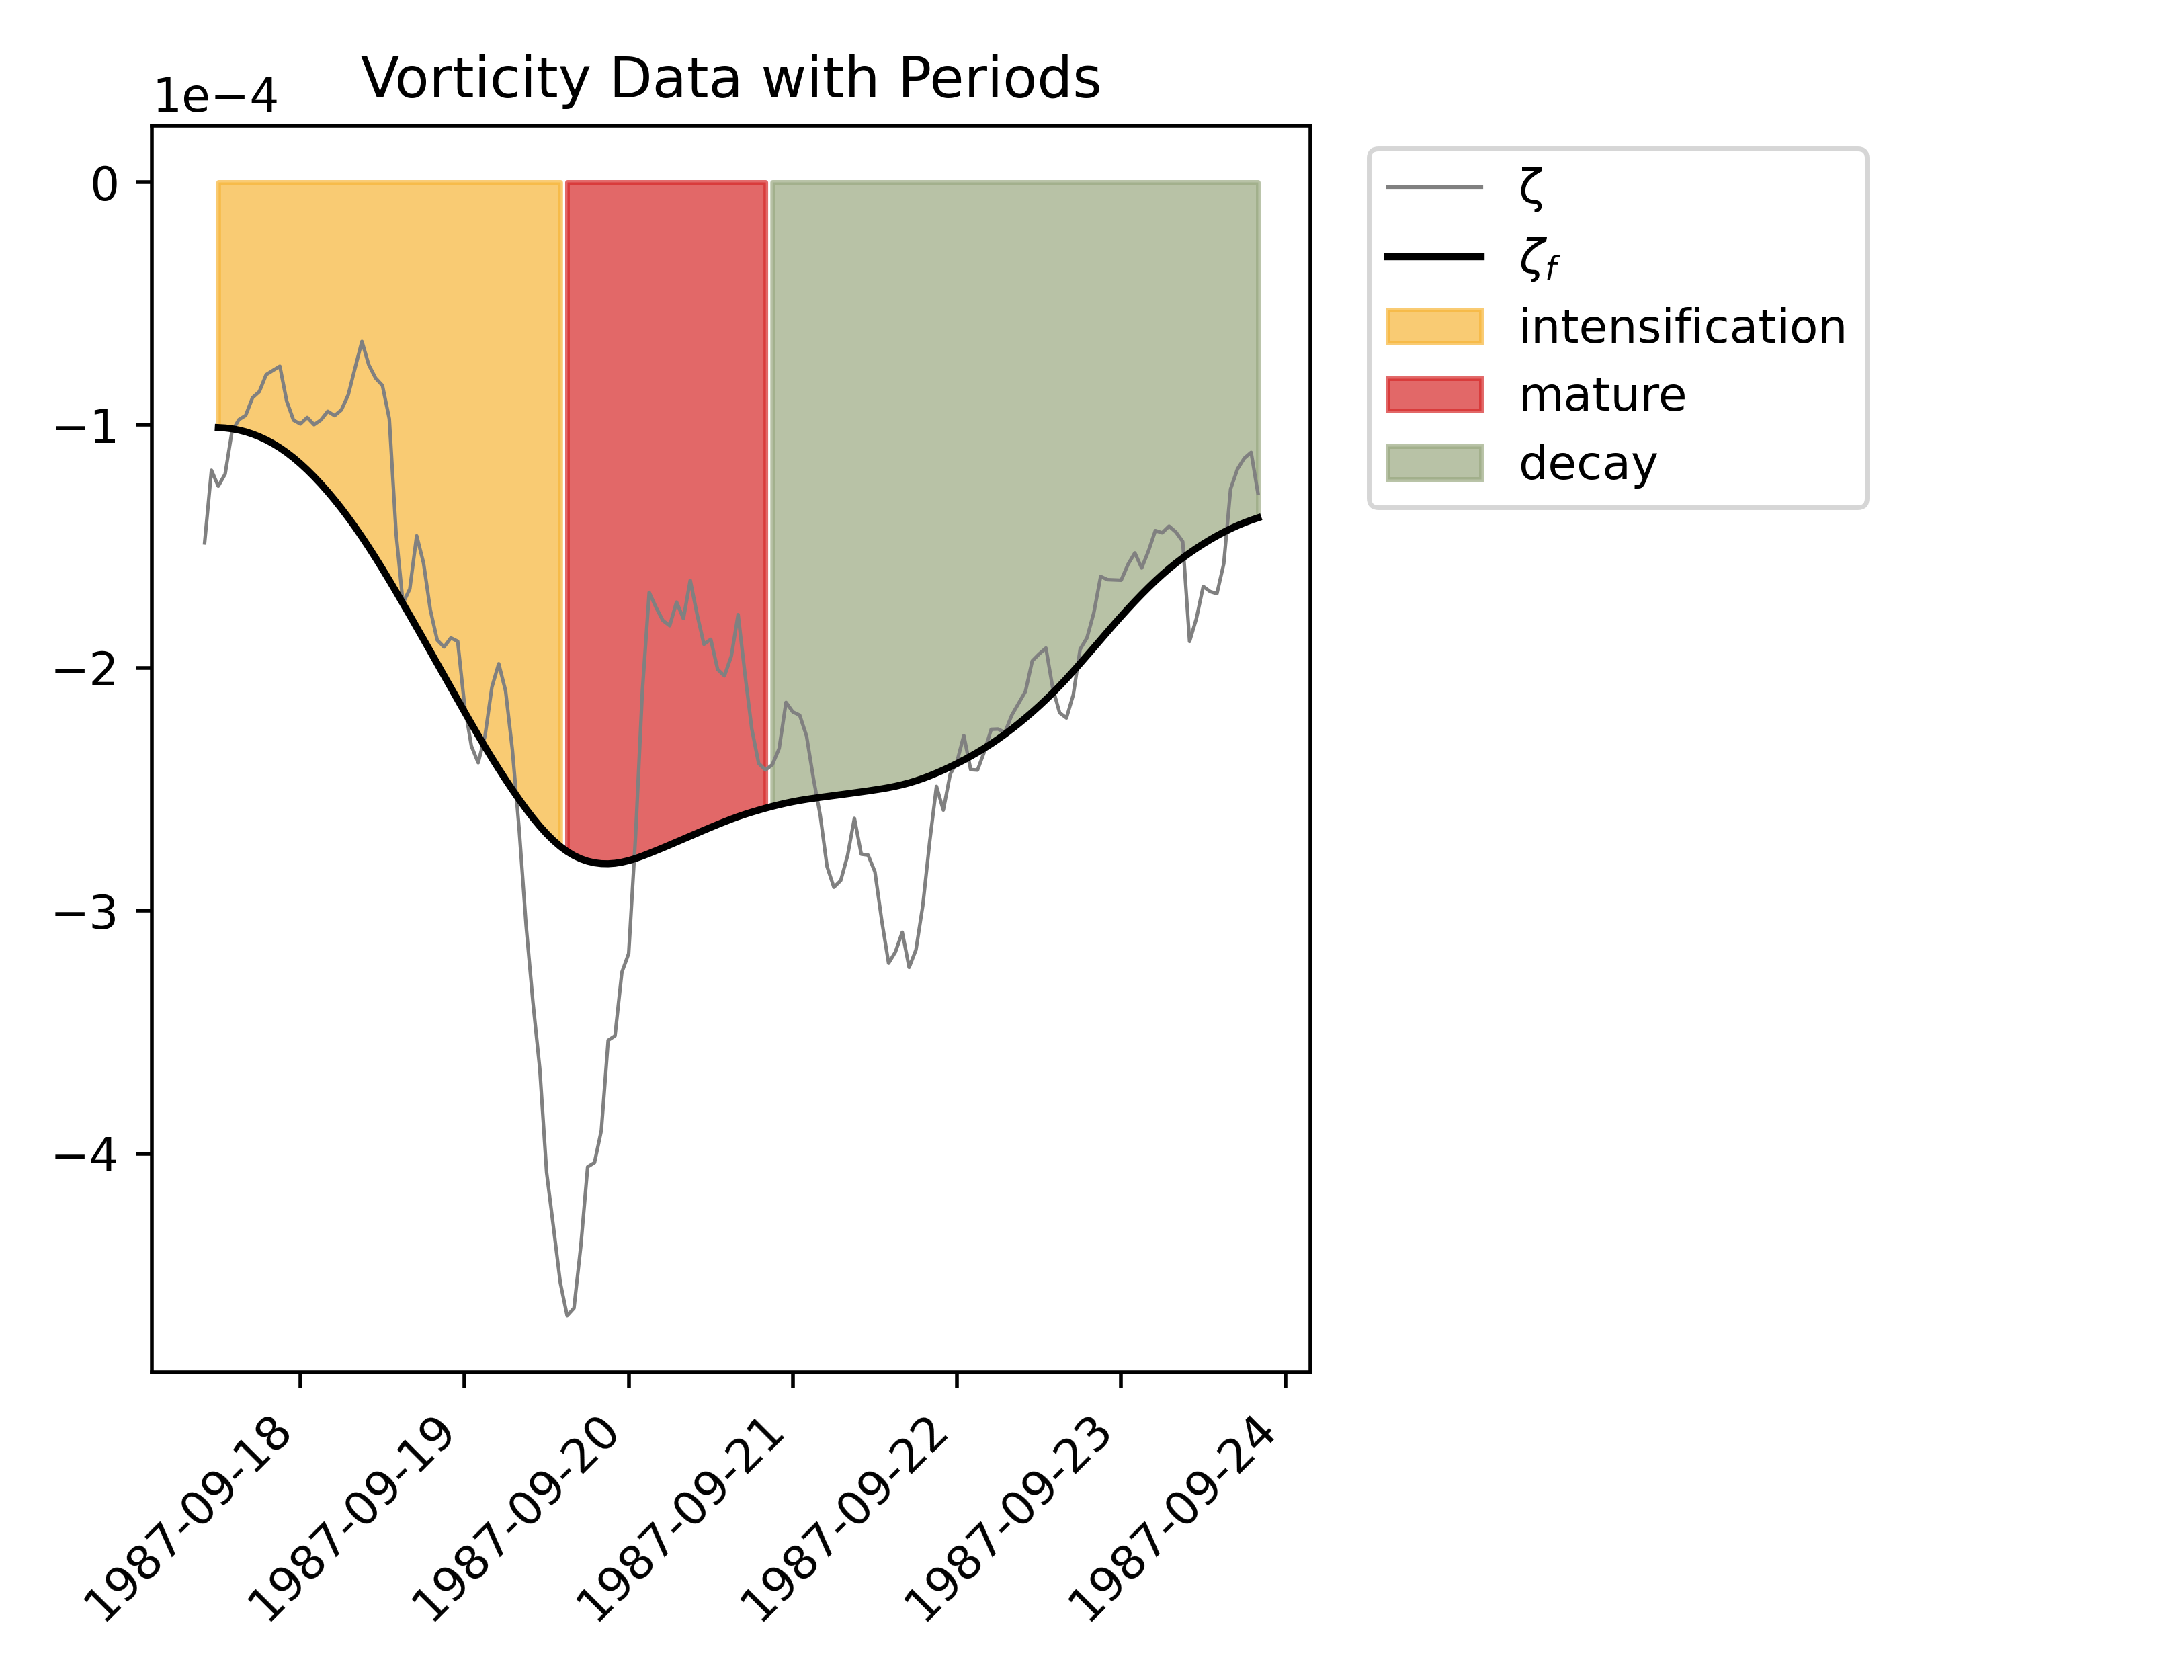 Vorticity Data with Periods
1e−4
0
−1
−2
−3
−4
1987-09-18
1987-09-19
1987-09-20
1987-09-21
1987-09-22
1987-09-23
1987-09-24
ζ
ζf
intensification
mature
decay